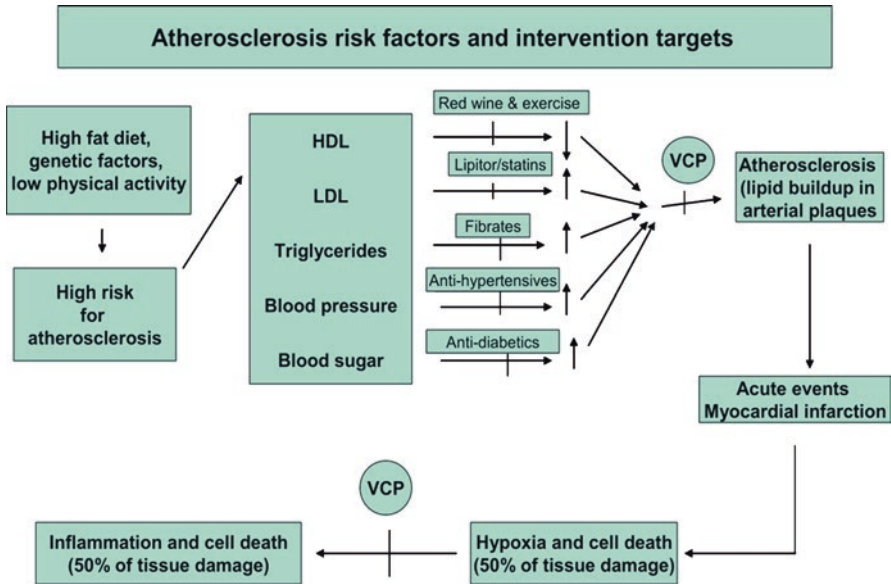 Atherosclerosis risk factors and intervention targets
High fat diet,
genetic factors,
low physical activity
High risk
for
atherosclerosis
HDL
LDL
Triglycerides
Blood pressure
Blood sugar
Red wine & exercise
Lipitor/statins
Fibrates
Anti-hypertensives
Anti-diabetics
VCP
Atherosclerosis
(lipid buildup in
arterial plaques
Acute events
Myocardial infarction
Hypoxia and cell death
(50% of tissue damage)
VCP
Inflammation and cell death
(50% of tissue damage)